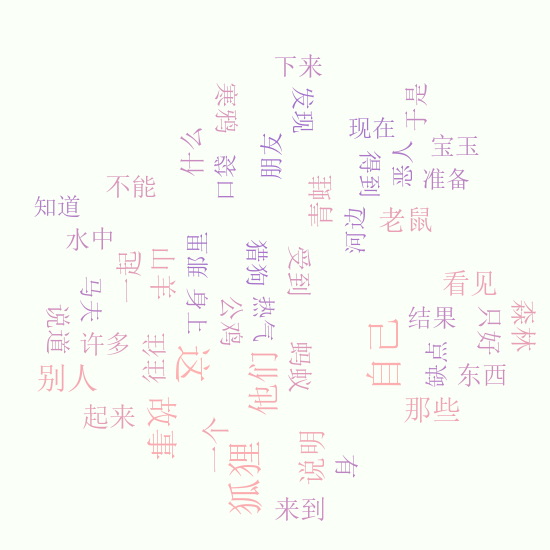 下来
寒鸦
发现
于是
什么
口袋
朋友
现在
得到
恶人
宝玉
不能
青蛙
准备
知道
老鼠
水中
河边
一起
羊皿
那里
猎狗
受到
看见
马夫
上身
公鸡
热气
说道
许多
往往
这
蚂蚁
自己
结果
只好
森林
别人
他们
缺点
东西
起来
故事
一个
那些
狐狸
说明
有
来到